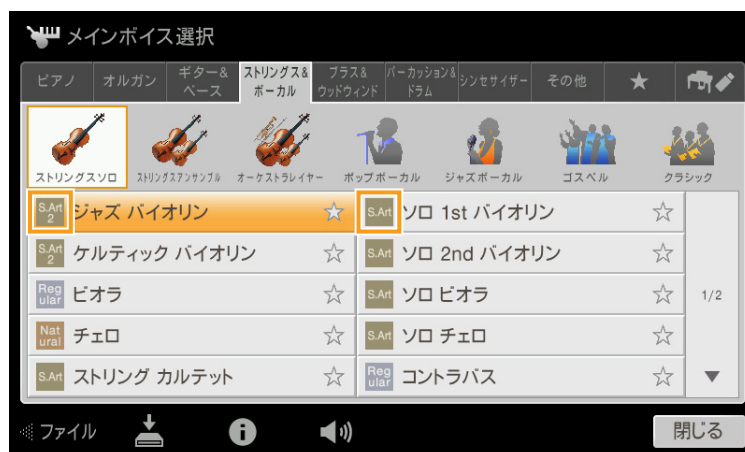 メインボイス選択
ピアノ
オルガン
ギター&
ベース
ストリングス&
ボーカル
ブラス&
ウッドウィンド
パーカッション&
ドラム
シンセサイザー
その他
ストリングスソロ
ストリングスアンサンブル
オーケストラレイヤー
ポップボーカル
ジャズボーカル
ゴスペル
クラシック
S.Art
2
ジャズ バイオリン
S.Art
ソロ 1st バイオリン
S.Art
2
ケルティック バイオリン
S.Art
ソロ 2nd バイオリン
Reg
ular
ビオラ
S.Art
ソロ ビオラ
1/2
Nat
ural
チェロ
S.Art
ソロ チェロ
S.Art
ストリング カルテット
Reg
ular
コントラバス
ファイル
閉じる